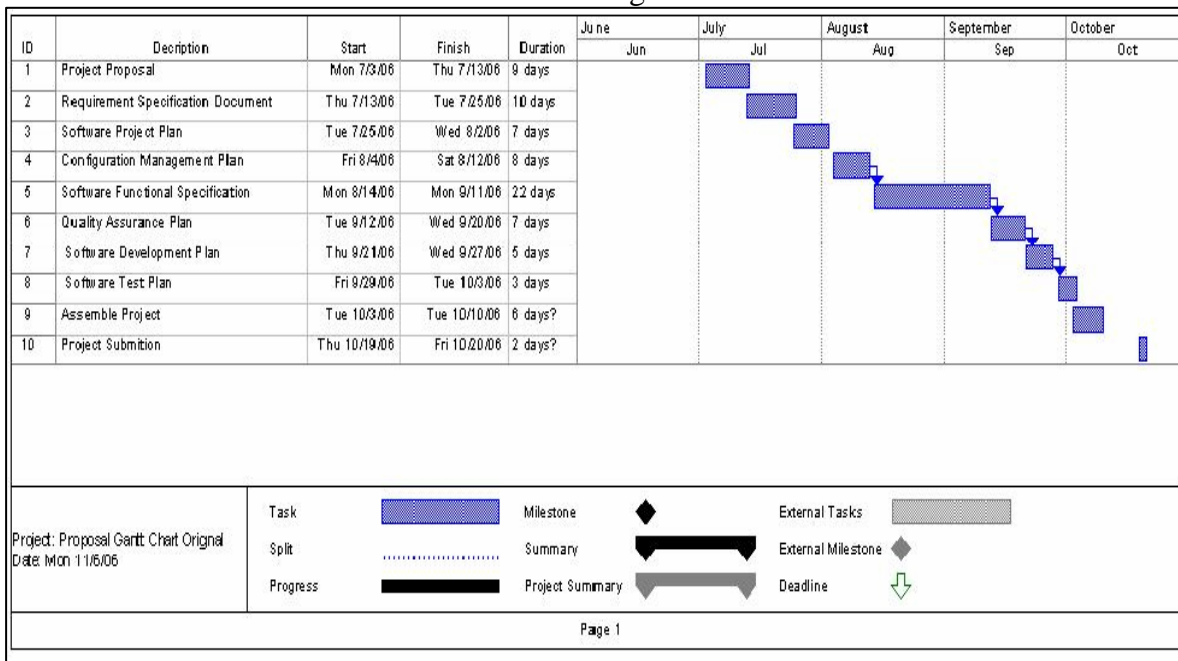 June July August September October
ID Decription Start Finish Duration Jun Jul Aug Sep Oct
1 Project Proposal Mon 7/3/06 Thu 7/13/06 9 days
2 Requirement Specification Document Thu 7/13/06 Tue 7/25/06 10 days
3 Software Project Plan Tue 7/25/06 Wed 8/2/06 7 days
4 Configuration Management Plan Fri 8/4/06 Sat 8/12/06 8 days
5 Software Functional Specification Mon 8/14/06 Mon 9/11/06 22 days
6 Quality Assurance Plan Tue 9/12/06 Wed 9/20/06 7 days
7 Software Development Plan Thu 9/21/06 Wed 9/27/06 5 days
8 Software Test Plan Fri 9/29/06 Tue 10/3/06 3 days
9 Assemble Project Tue 10/3/06 Tue 10/10/06 6 days?
10 Project Submition Thu 10/19/06 Fri 10/20/06 2 days?
Project: Proposal Gantt Chart Orignal
Date: Mon 11/6/06
Task Milestone External Tasks
Split Summary External Milestone
Progress Project Summary Deadline
Page 1